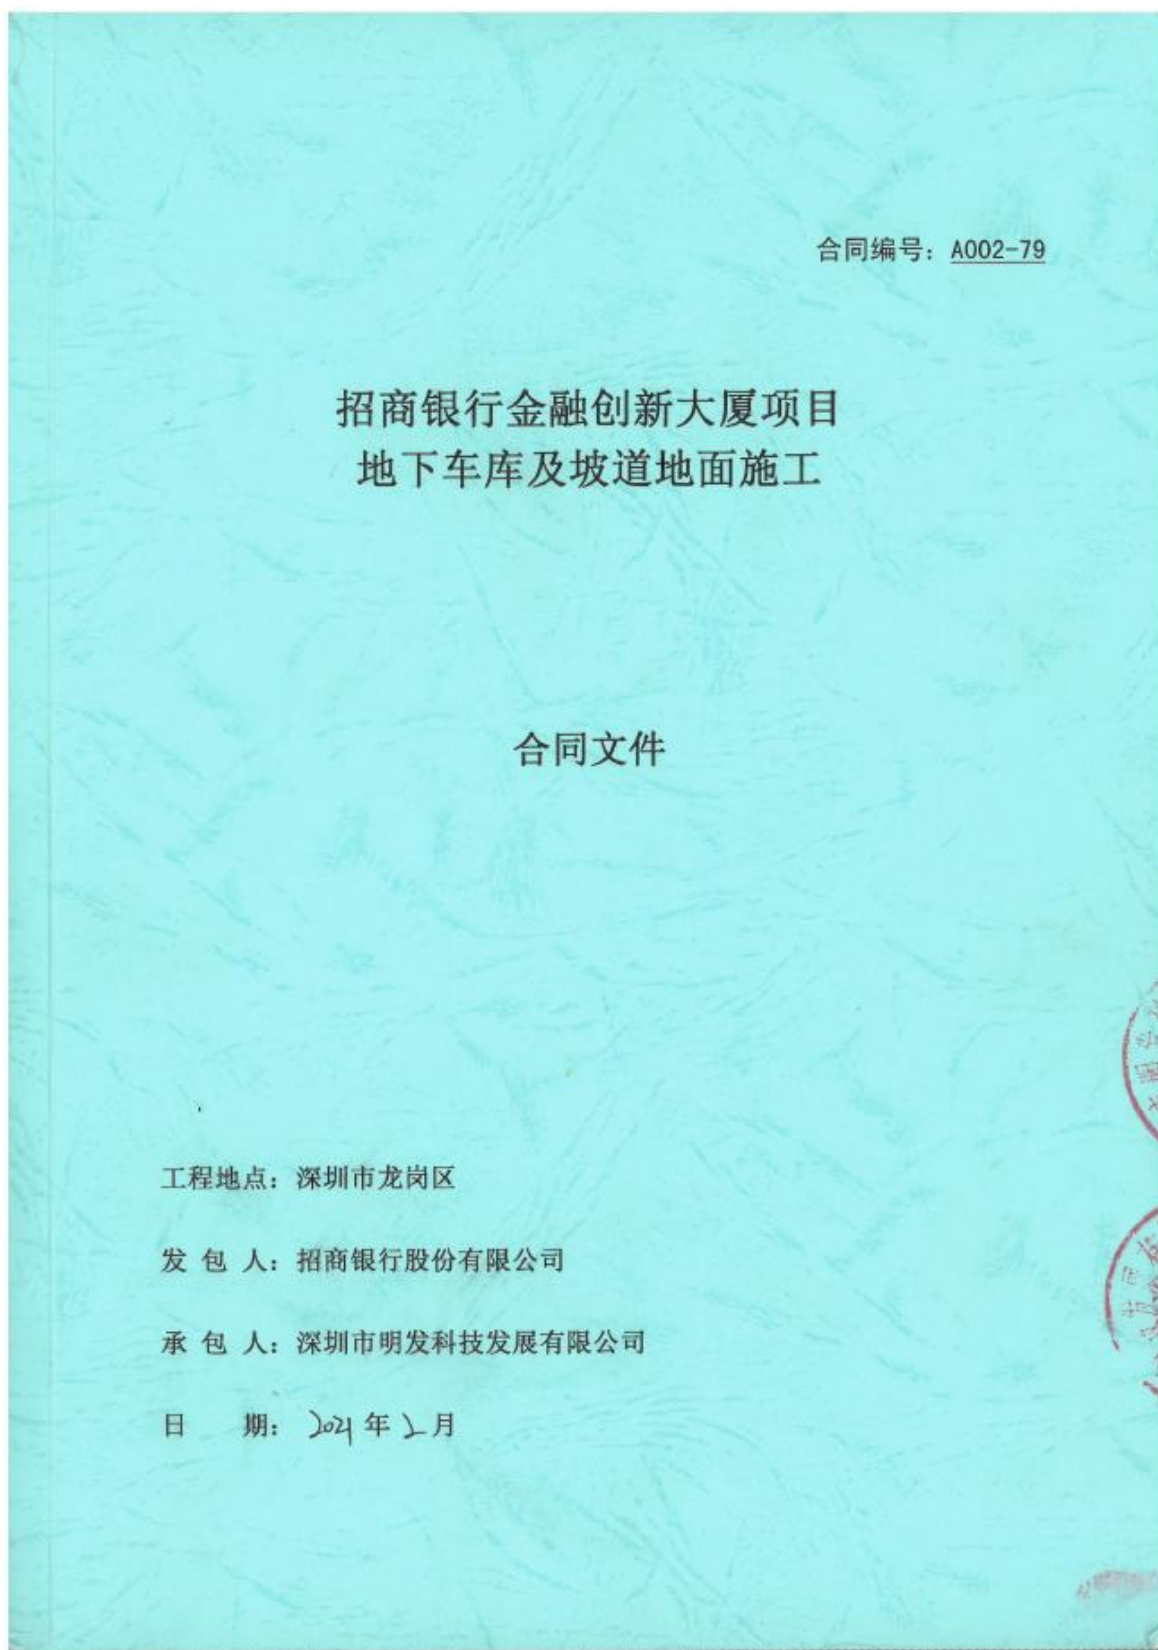 合同编号：A002-79
招商银行金融创新大厦项目
地下车库及坡道地面施工
合同文件
工程地点：深圳市龙岗区
发 包 人：招商银行股份有限公司
承 包 人：深圳市明发科技发展有限公司
日 期：2021年2月